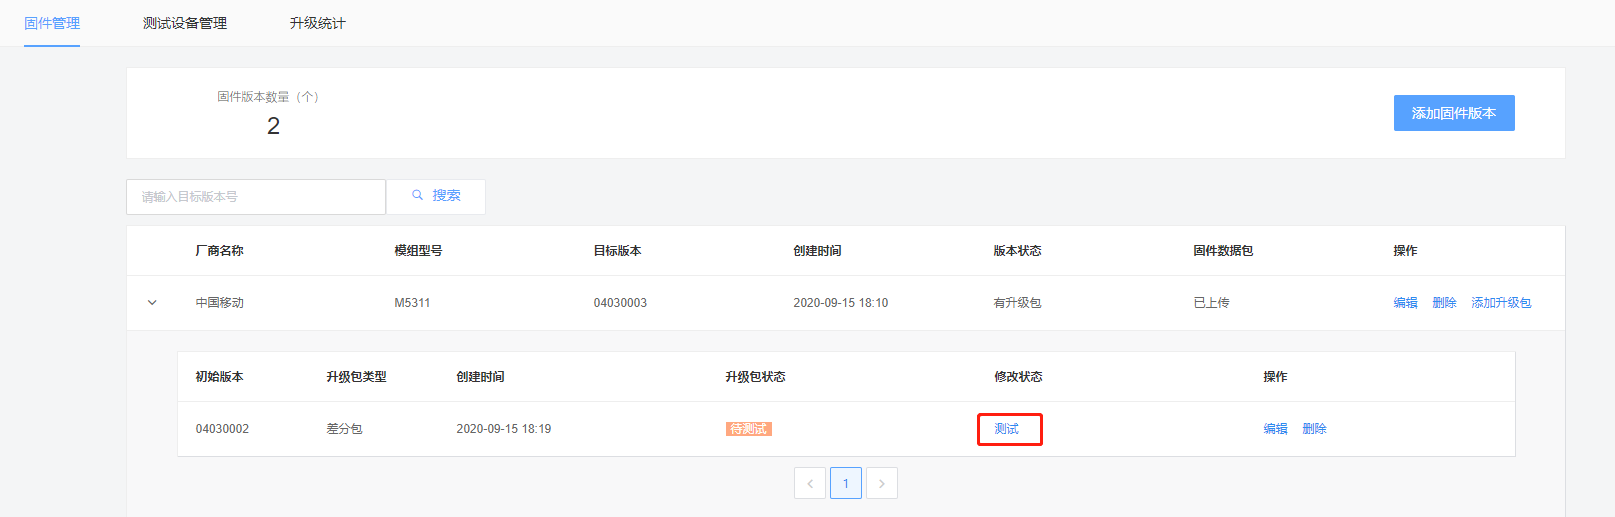 固件管理 测试设备管理 升级统计
固件版本数量（个）
2
添加固件版本
请输入目标版本号 搜索
厂商名称 模组型号 目标版本 创建时间 版本状态 固件数据包 操作
中国移动 M5311 04030003 2020-09-15 18:10 有升级包 已上传 编辑 删除 添加升级包
初始版本 升级包类型 创建时间 升级包状态 修改状态 操作
04030002 差分包 2020-09-15 18:19 待测试 测试 编辑 删除
1